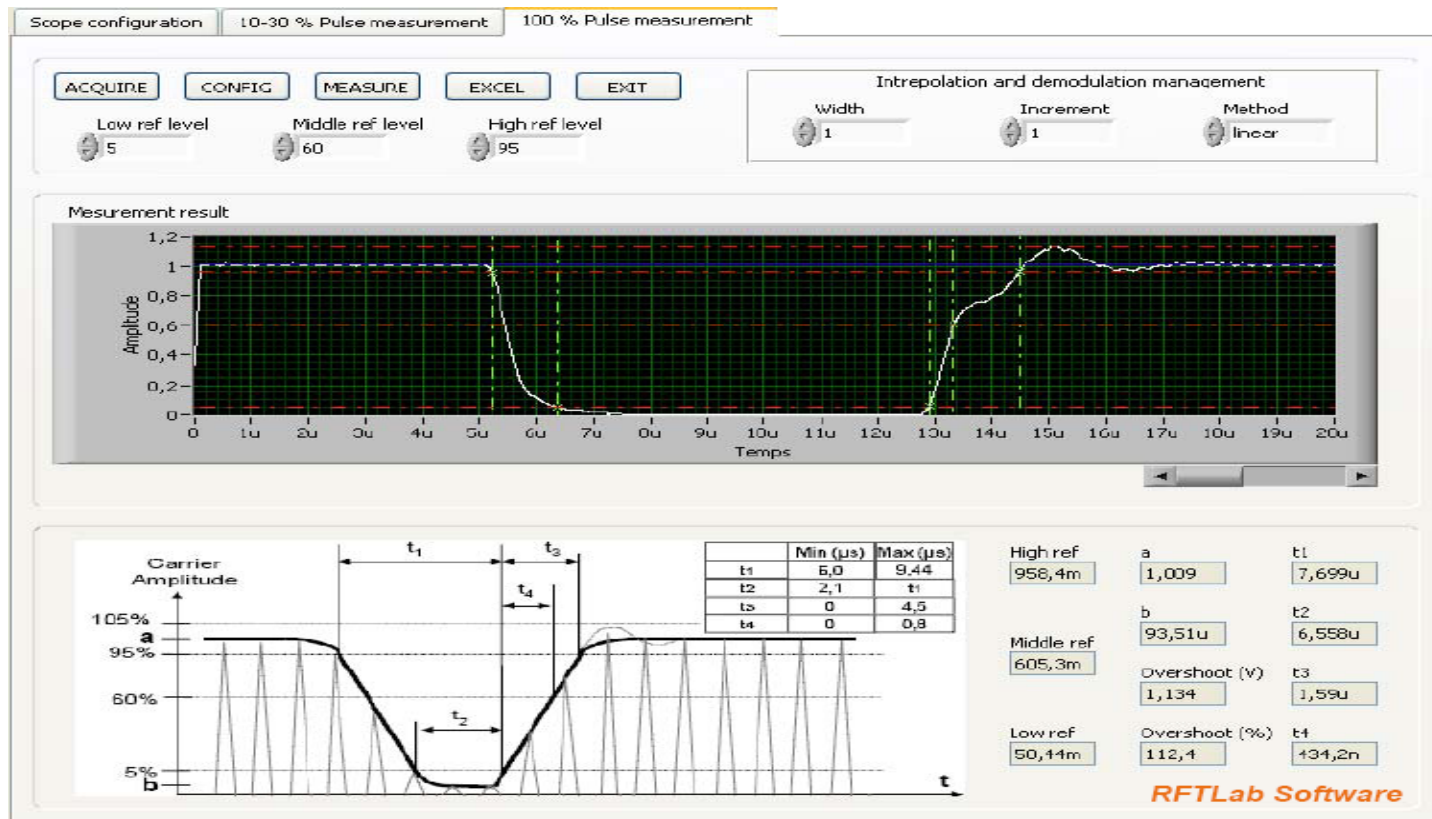 Scope configuration
10-30 % Pulse measurement
100 % Pulse measurement
ACQUIRE
CONFIG
MEASURE
EXCEL
EXIT
Low ref level
5
Middle ref level
60
High ref level
95
Intrepolation and demodulation management
Width
1
Increment
1
Method
linear
Mesurement result
Amplitude
1,2
1
0,8
0,6
0,4
0,2
0
0 1u 2u 3u 4u 5u 6u 7u 8u 9u 10u 11u 12u 13u 14u 15u 16u 17u 18u 19u 20u
Temps
Carrier
Amplitude
105%
a
95%
60%
5%
b
t1
t3
t4
t2
t
Min (µs) Max (µs)
t1 6,0 9,44
t2 2,1 t1
t3 0 4,5
t4 0 0,8
High ref
958,4m
Middle ref
605,3m
Low ref
50,44m
a
1,009
b
93,51u
Overshoot (V)
1,134
Overshoot (%)
112,4
t1
7,699u
t2
6,558u
t3
1,59u
t4
434,2n
RFTLab Software